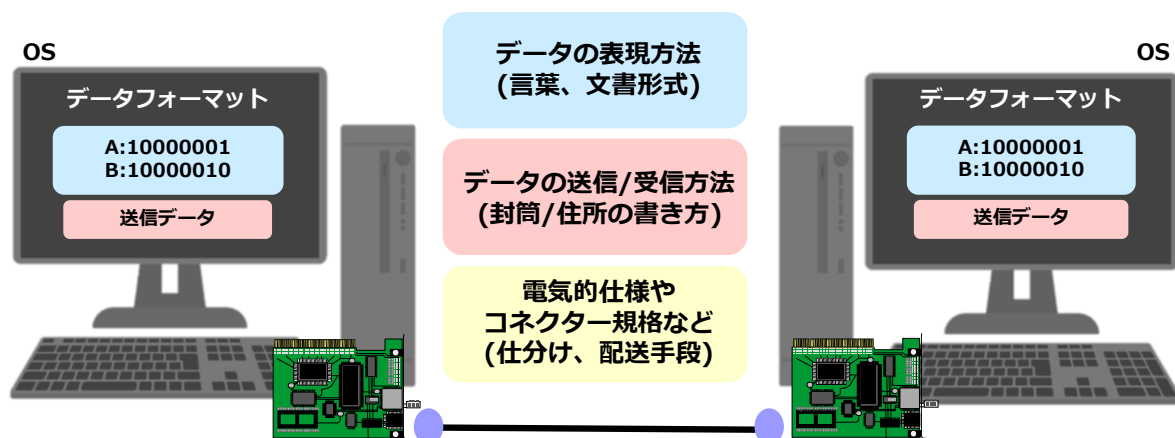 OS
データフォーマット
A:10000001
B:10000010
送信データ
データの表現方法
(言葉、文書形式)
データの送信/受信方法
(封筒/住所の書き方)
電気的仕様や
コネクター規格など
(仕分け、配送手段)
OS
データフォーマット
A:10000001
B:10000010
送信データ